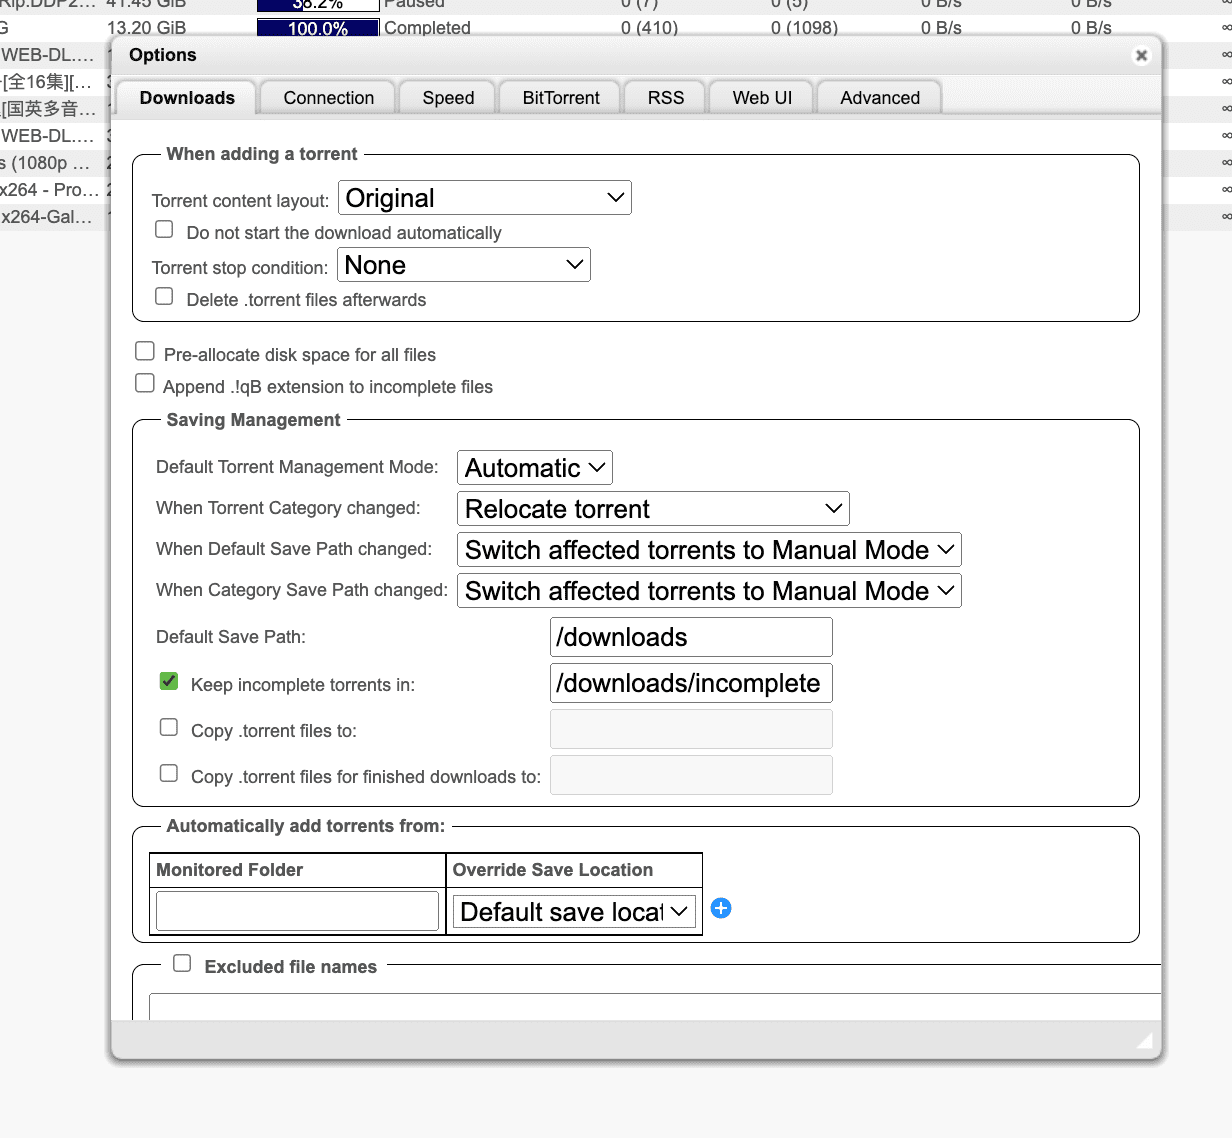 41.45 GiB 38.2% Paused 0 (7) 0 (5) 0 B/s 0 B/s ∞
G 13.20 GiB 100.0% Completed 0 (410) 0 (1098) 0 B/s 0 B/s ∞
WEB-DL.… ∞
[全16集][… ∞
[国英多音… ∞
WEB-DL.… ∞
s (1080p … ∞
x264 - Pro… ∞
x264-Gal… ∞
Options
Downloads Connection Speed BitTorrent RSS Web UI Advanced
When adding a torrent
Torrent content layout: Original
Do not start the download automatically
Torrent stop condition: None
Delete .torrent files afterwards
Pre-allocate disk space for all files
Append .!qB extension to incomplete files
Saving Management
Default Torrent Management Mode: Automatic
When Torrent Category changed: Relocate torrent
When Default Save Path changed: Switch affected torrents to Manual Mode
When Category Save Path changed: Switch affected torrents to Manual Mode
Default Save Path: /downloads
Keep incomplete torrents in: /downloads/incomplete
Copy .torrent files to:
Copy .torrent files for finished downloads to:
Automatically add torrents from:
Monitored Folder Override Save Location
Default save locat
Excluded file names